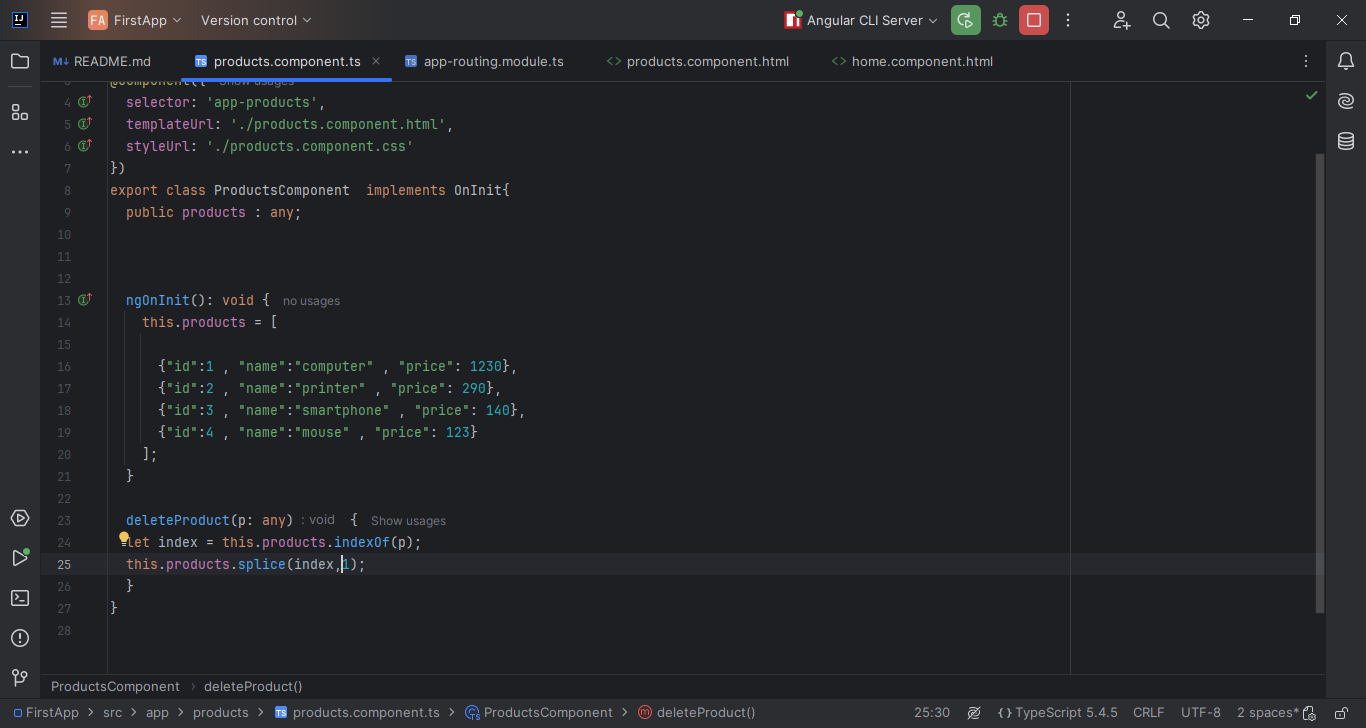 IJ
FA FirstApp Version control Angular CLI Server
M↓ README.md TS products.component.ts TS app-routing.module.ts <> products.component.html <> home.component.html
3 @Component({ Show usages
4 selector: 'app-products',
5 templateUrl: './products.component.html',
6 styleUrl: './products.component.css'
7 })
8 export class ProductsComponent  implements OnInit{
9 public products : any;
10
11
12
13 ngOnInit(): void { no usages
14 this.products = [
15
16 {"id":1 , "name":"computer" , "price": 1230},
17 {"id":2 , "name":"printer" , "price": 290},
18 {"id":3 , "name":"smartphone" , "price": 140},
19 {"id":4 , "name":"mouse" , "price": 123}
20 ];
21 }
22
23 deleteProduct(p: any) : void { Show usages
24 let index = this.products.indexOf(p);
25 this.products.splice(index,1);
26 }
27 }
28
ProductsComponent › deleteProduct()
FirstApp > src > app > products > TS products.component.ts > TS ProductsComponent > m deleteProduct() 25:30 {} TypeScript 5.4.5 CRLF UTF-8 2 spaces*